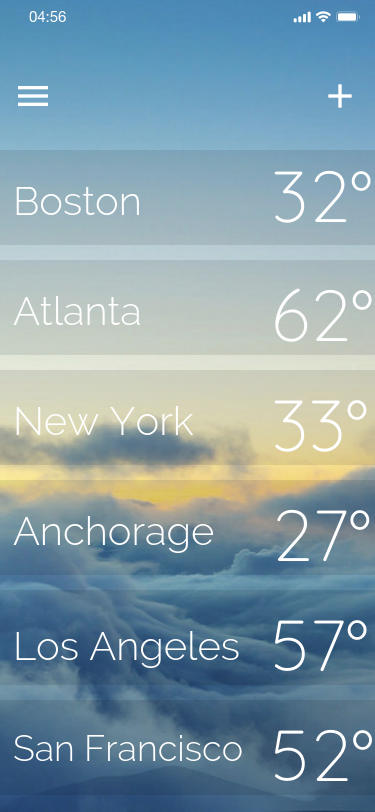 04:56
Boston 32°
Atlanta 62°
New York 33°
Anchorage 27°
Los Angeles 57°
San Francisco 52°